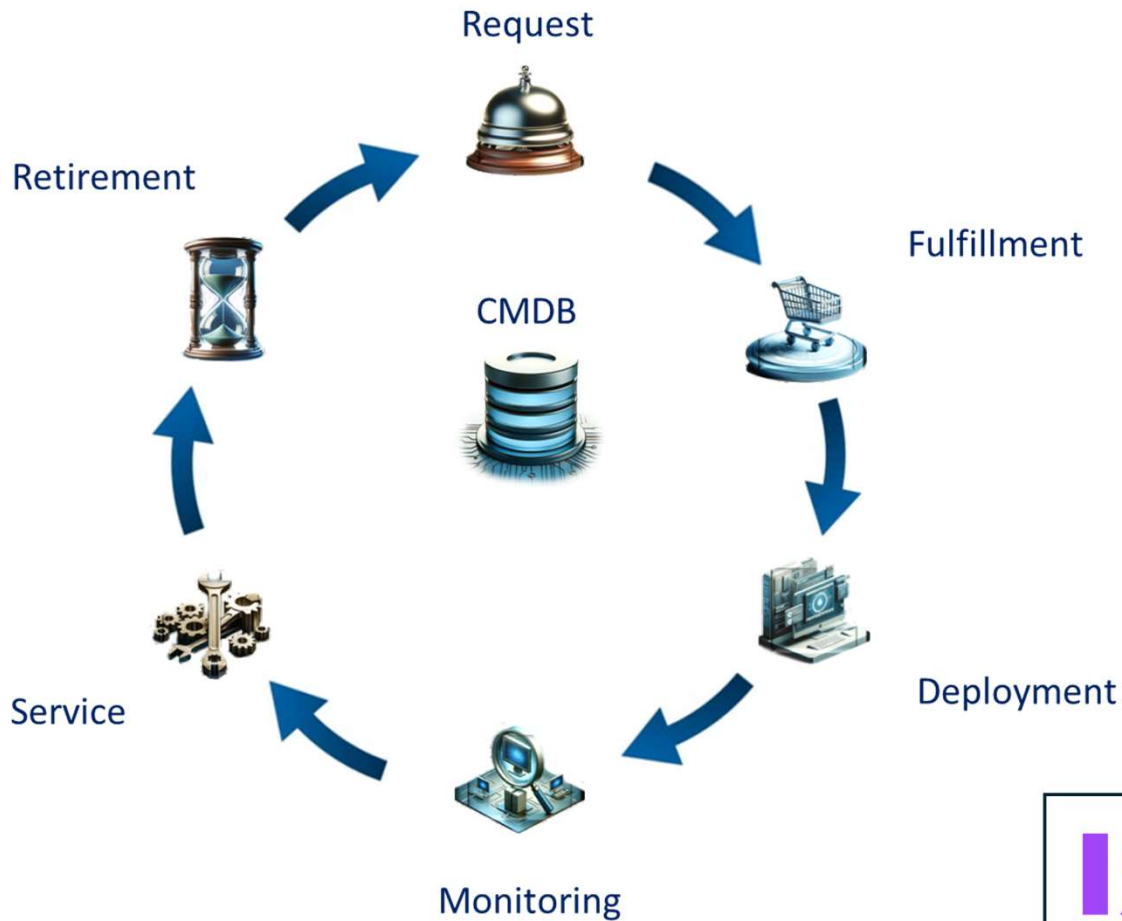 Request
Retirement
Fulfillment
CMDB
Service
Deployment
Monitoring